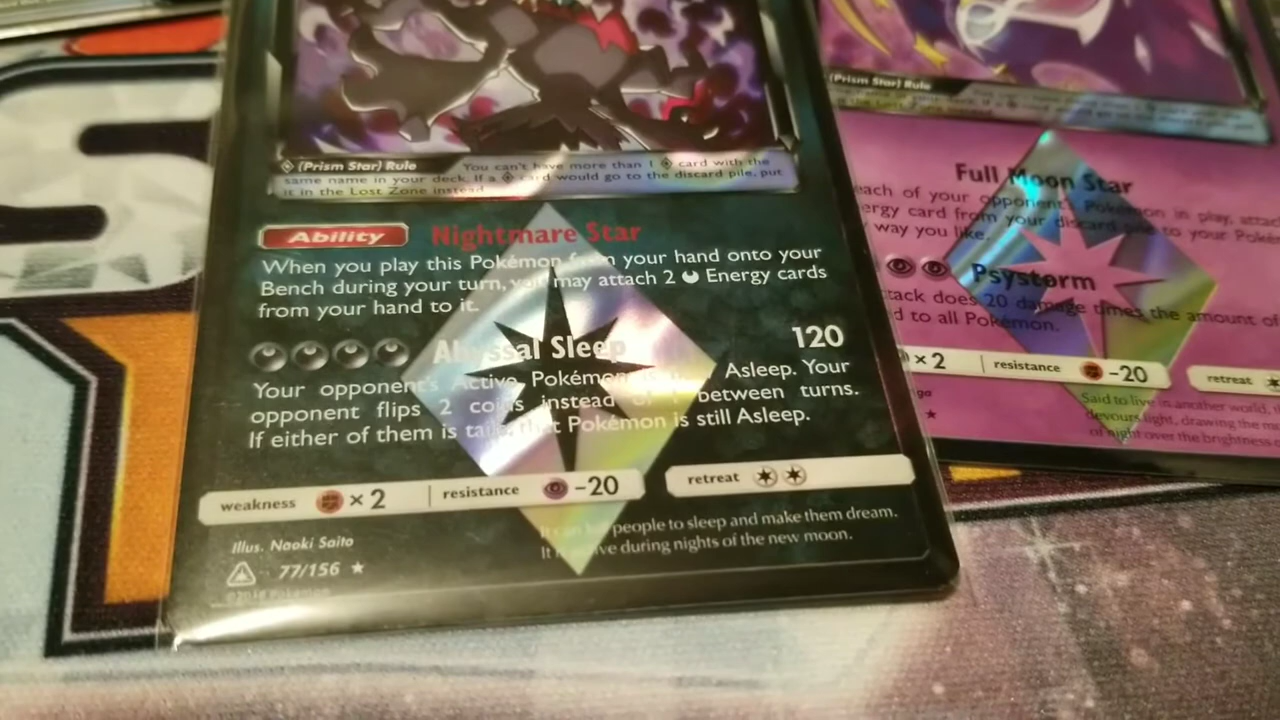 (Prism Star) Rule You can't have more than 1 card with the
same name in your deck. If a card would go to the discard pile, put
it in the Lost Zone instead.
Ability Nightmare Star
When you play this Pokémon from your hand onto your
Bench during your turn, you may attach 2 Energy cards
from your hand to it.
Abyssal Sleep 120
Your opponent's Active Pokémon is now Asleep. Your
opponent flips 2 coins instead of 1 between turns.
If either of them is tails, that Pokémon is still Asleep.
weakness × 2 resistance -20 retreat
It can lull people to sleep and make them dream.
It is active during nights of the new moon.
Illus. Naoki Saito
77/156
©2018 Pokémon
(Prism Star) Rule
Full Moon Star
each of your opponent's Pokémon in play, attac
ergy card from your discard pile to your Poké
way you like.
Psystorm
tack does 20 damage times the amount of
d to all Pokémon.
× 2 resistance -20 retreat
Said to live in another world,
devours light, drawing the
of night over the brightness